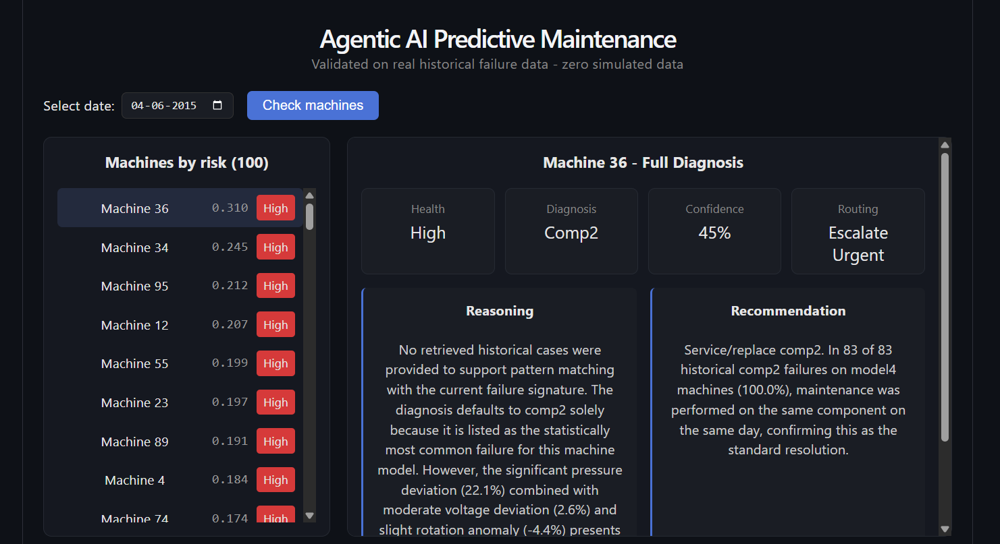 Agentic AI Predictive Maintenance
Validated on real historical failure data - zero simulated data
Select date: 04-06-2015 Check machines
Machines by risk (100)
Machine 36 0.310 High
Machine 34 0.245 High
Machine 95 0.212 High
Machine 12 0.207 High
Machine 55 0.199 High
Machine 23 0.197 High
Machine 89 0.191 High
Machine 4 0.184 High
Machine 74 0.174 High
Machine 36 - Full Diagnosis
Health
High
Diagnosis
Comp2
Confidence
45%
Routing
Escalate
Urgent
Reasoning
No retrieved historical cases were
provided to support pattern matching
with the current failure signature. The
diagnosis defaults to comp2 solely
because it is listed as the statistically
most common failure for this machine
model. However, the significant pressure
deviation (22.1%) combined with
moderate voltage deviation (2.6%) and
slight rotation anomaly (-4.4%) presents
Recommendation
Service/replace comp2. In 83 of 83
historical comp2 failures on model4
machines (100.0%), maintenance was
performed on the same component on
the same day, confirming this as the
standard resolution.